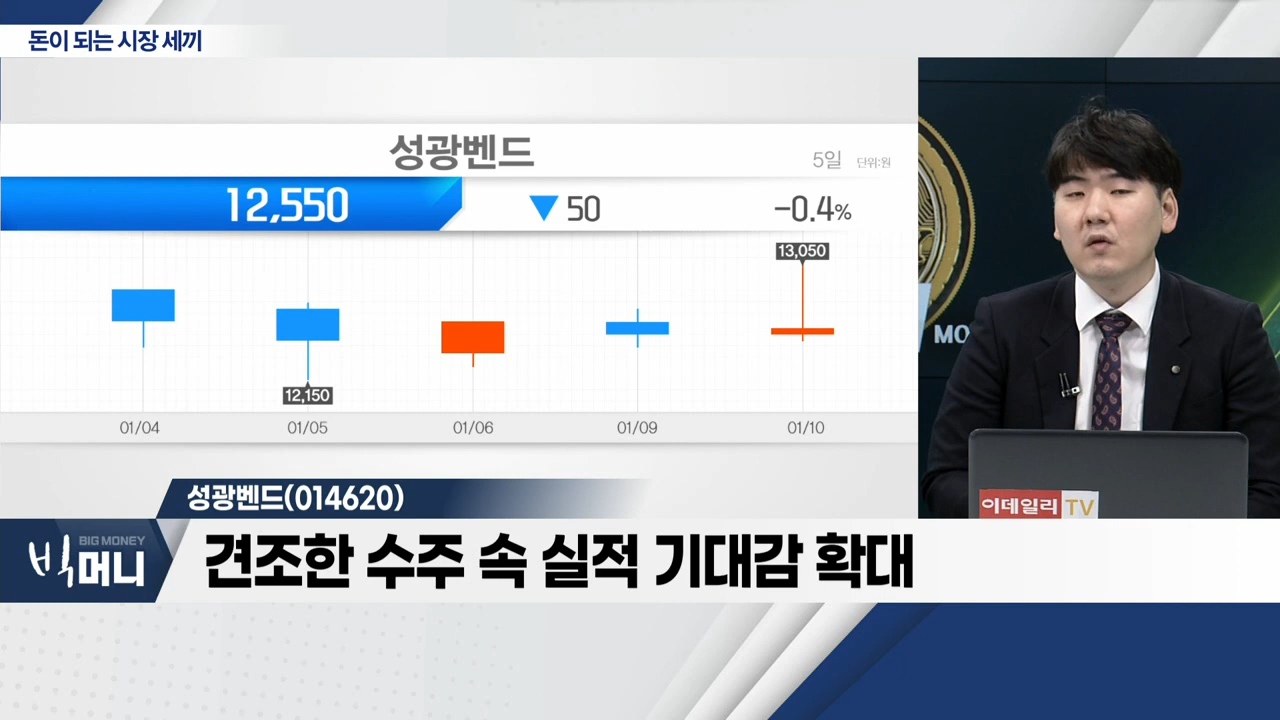 돈이 되는 시장 세끼
성광벤드
5일 단위:원
12,550 ▼50 -0.4%
13,050
12,150
01/04 01/05 01/06 01/09 01/10
MO
이데일리 TV
성광벤드(014620)
BIG MONEY
빅머니
견조한 수주 속 실적 기대감 확대